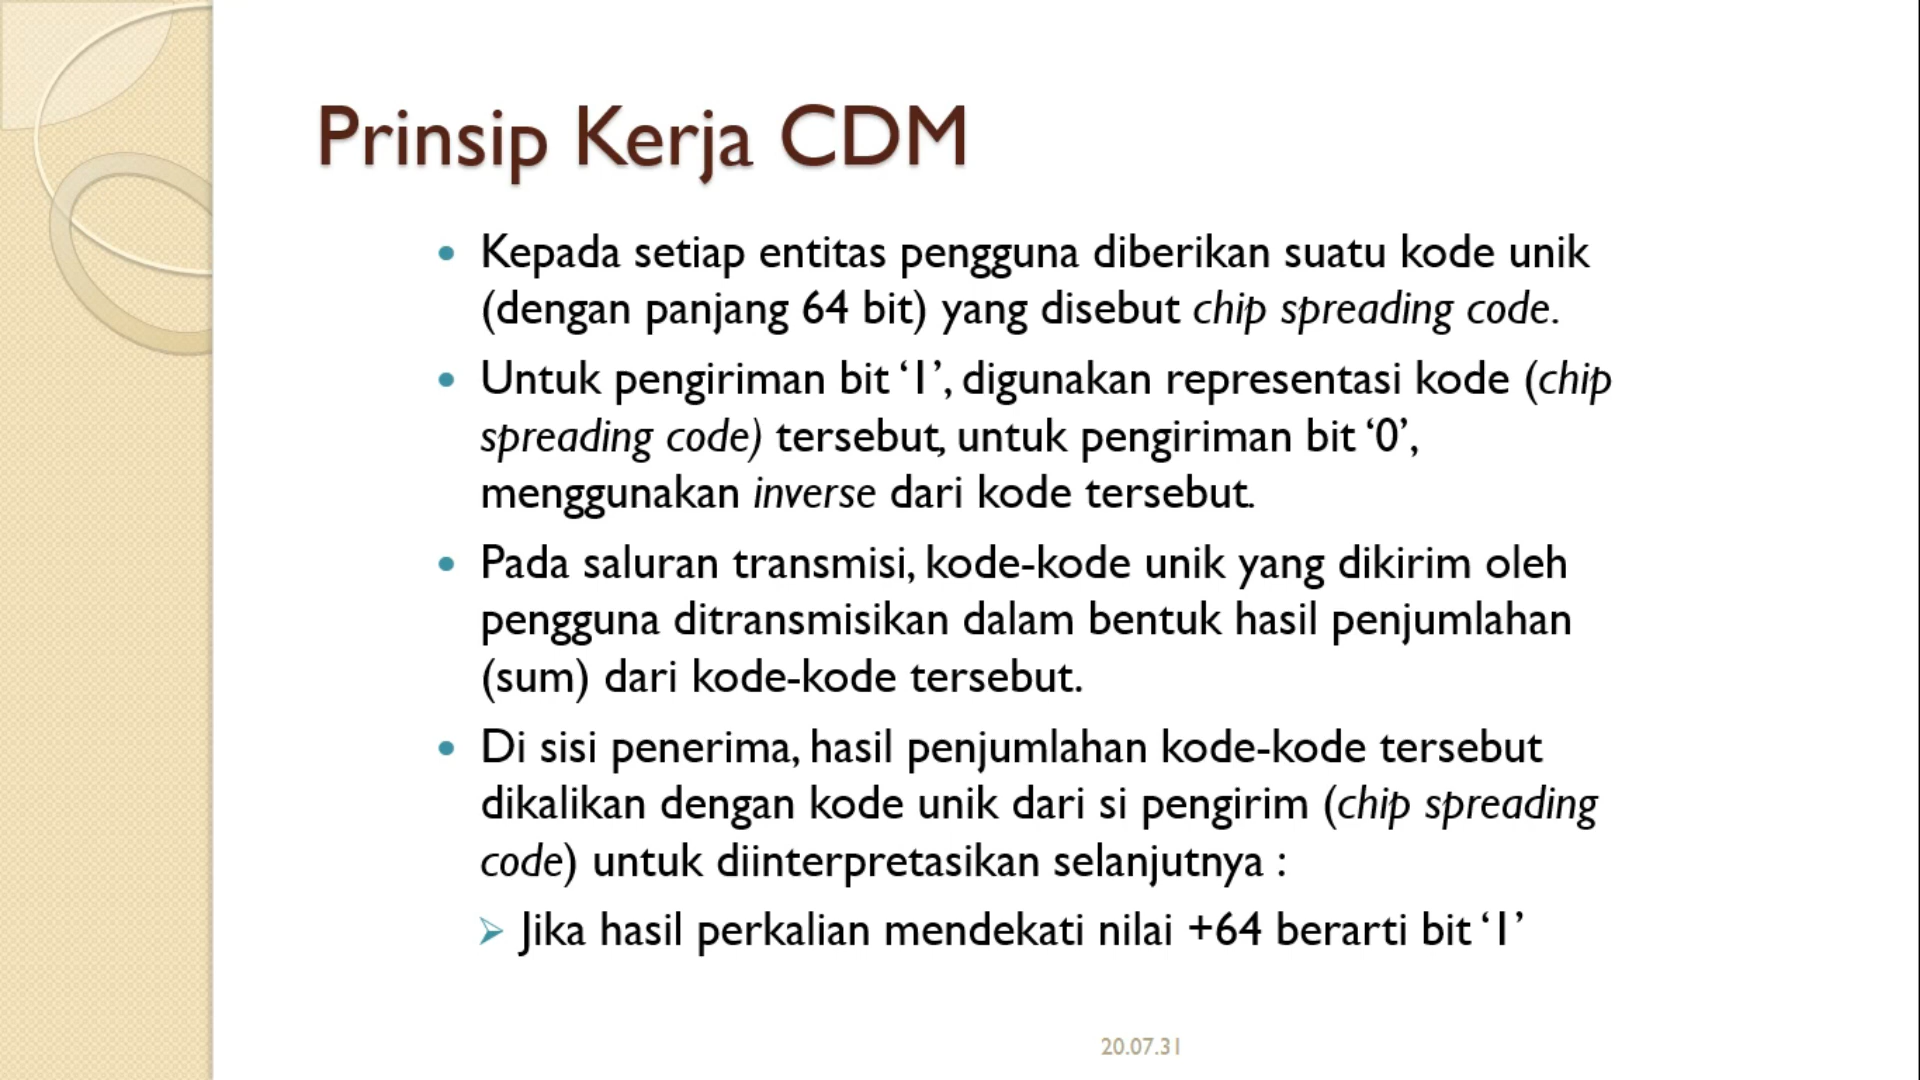 Prinsip Kerja CDM
• Kepada setiap entitas pengguna diberikan suatu kode unik
(dengan panjang 64 bit) yang disebut chip spreading code.
• Untuk pengiriman bit ‘1’, digunakan representasi kode (chip
spreading code) tersebut, untuk pengiriman bit ‘0’,
menggunakan inverse dari kode tersebut.
• Pada saluran transmisi, kode-kode unik yang dikirim oleh
pengguna ditransmisikan dalam bentuk hasil penjumlahan
(sum) dari kode-kode tersebut.
• Di sisi penerima, hasil penjumlahan kode-kode tersebut
dikalikan dengan kode unik dari si pengirim (chip spreading
code) untuk diinterpretasikan selanjutnya :
➢ Jika hasil perkalian mendekati nilai +64 berarti bit ‘1’
20.07.31